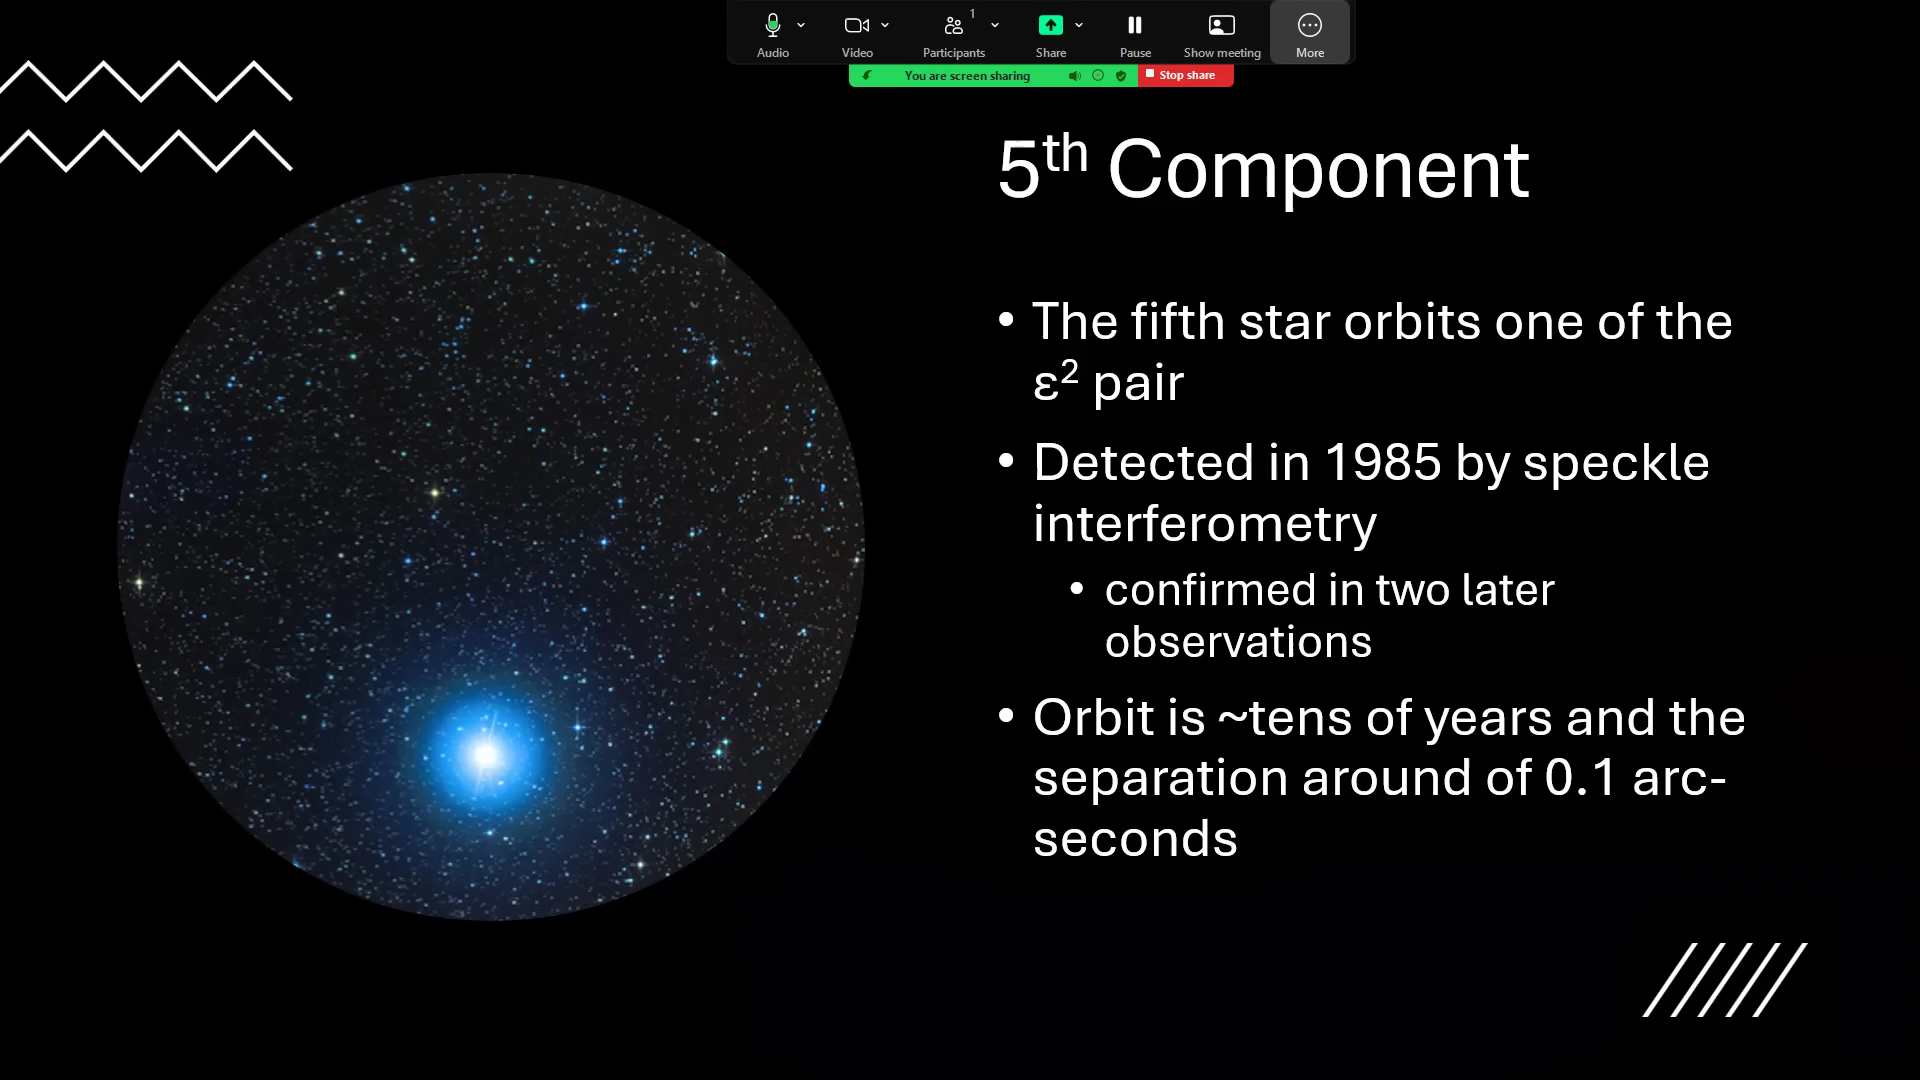 1
Audio Video Participants Share Pause Show meeting More
You are screen sharing Stop share
5th Component
• The fifth star orbits one of the
ε² pair
• Detected in 1985 by speckle
interferometry
• confirmed in two later
observations
• Orbit is ~tens of years and the
separation around of 0.1 arc-
seconds